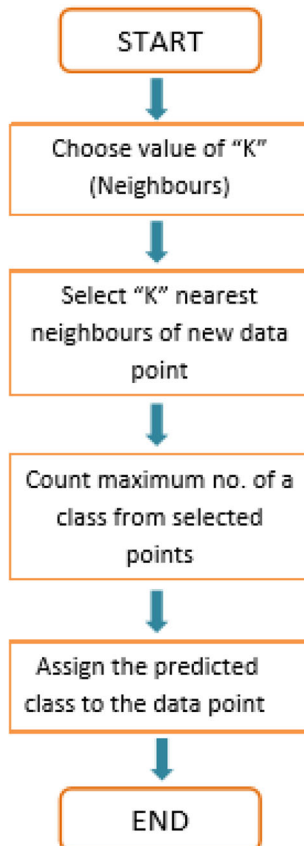 START
Choose value of “K”
(Neighbours)
Select “K” nearest
neighbours of new data
point
Count maximum no. of a
class from selected
points
Assign the predicted
class to the data point
END